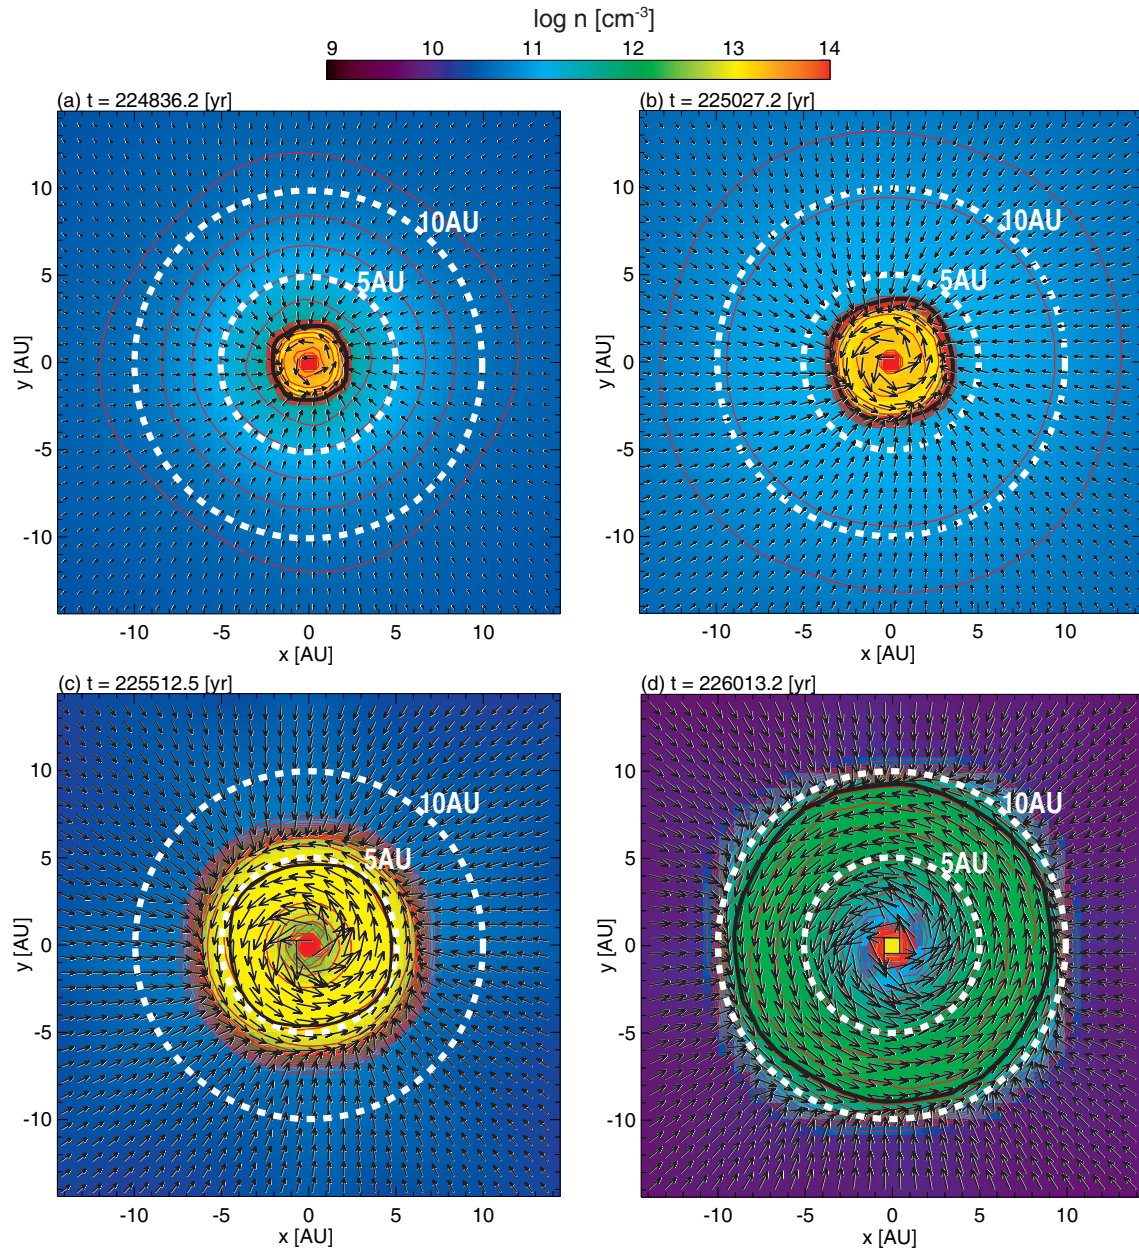 log n [cm-3]
9 10 11 12 13 14
(a) t = 224836.2 [yr]
(b) t = 225027.2 [yr]
10AU
5AU
10
5
0
-5
-10
y [AU]
-10 -5 0 5 10
x [AU]
10AU
5AU
10
5
0
-5
-10
y [AU]
-10 -5 0 5 10
x [AU]
(c) t = 225512.5 [yr]
(d) t = 226013.2 [yr]
10AU
5AU
10
5
0
-5
-10
y [AU]
-10 -5 0 5 10
x [AU]
10AU
5AU
10
5
0
-5
-10
y [AU]
-10 -5 0 5 10
x [AU]